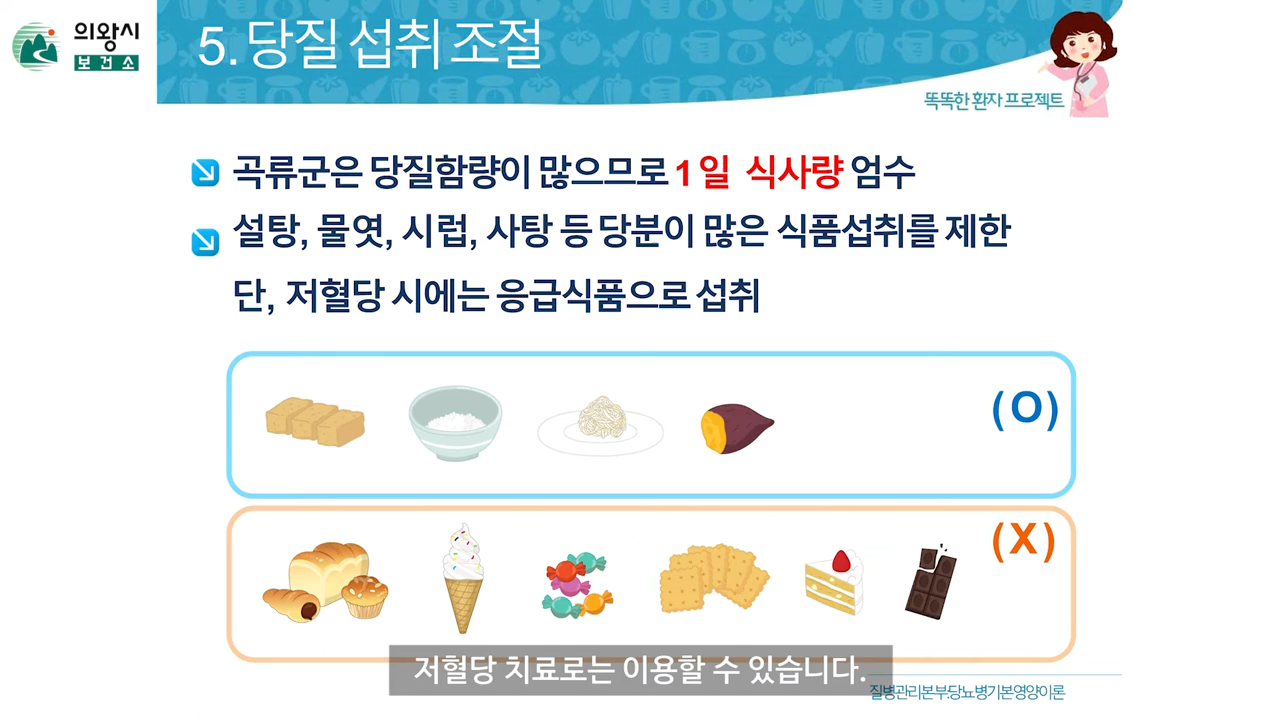 의왕시
보건소
5. 당질 섭취 조절
똑똑한 환자 프로젝트
곡류군은 당질함량이 많으므로 1일 식사량 엄수
설탕, 물엿, 시럽, 사탕 등 당분이 많은 식품섭취를 제한
단, 저혈당 시에는 응급식품으로 섭취
(O)
(X)
저혈당 치료로는 이용할 수 있습니다.
질병관리본부:당뇨병기본영양이론